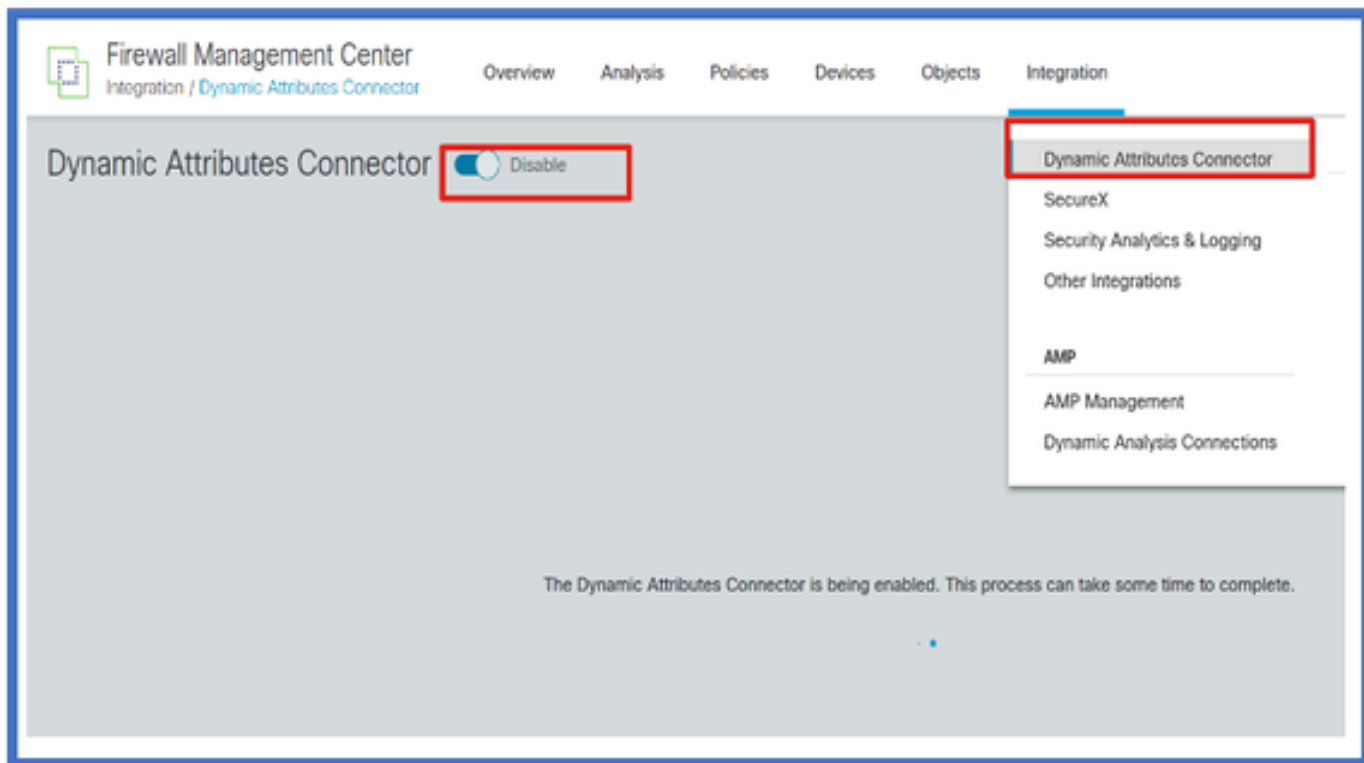 Firewall Management Center
Integration / Dynamic Attributes Connector
Overview Analysis Policies Devices Objects Integration
Dynamic Attributes Connector Disable
Dynamic Attributes Connector
SecureX
Security Analytics & Logging
Other Integrations
AMP
AMP Management
Dynamic Analysis Connections
The Dynamic Attributes Connector is being enabled. This process can take some time to complete.